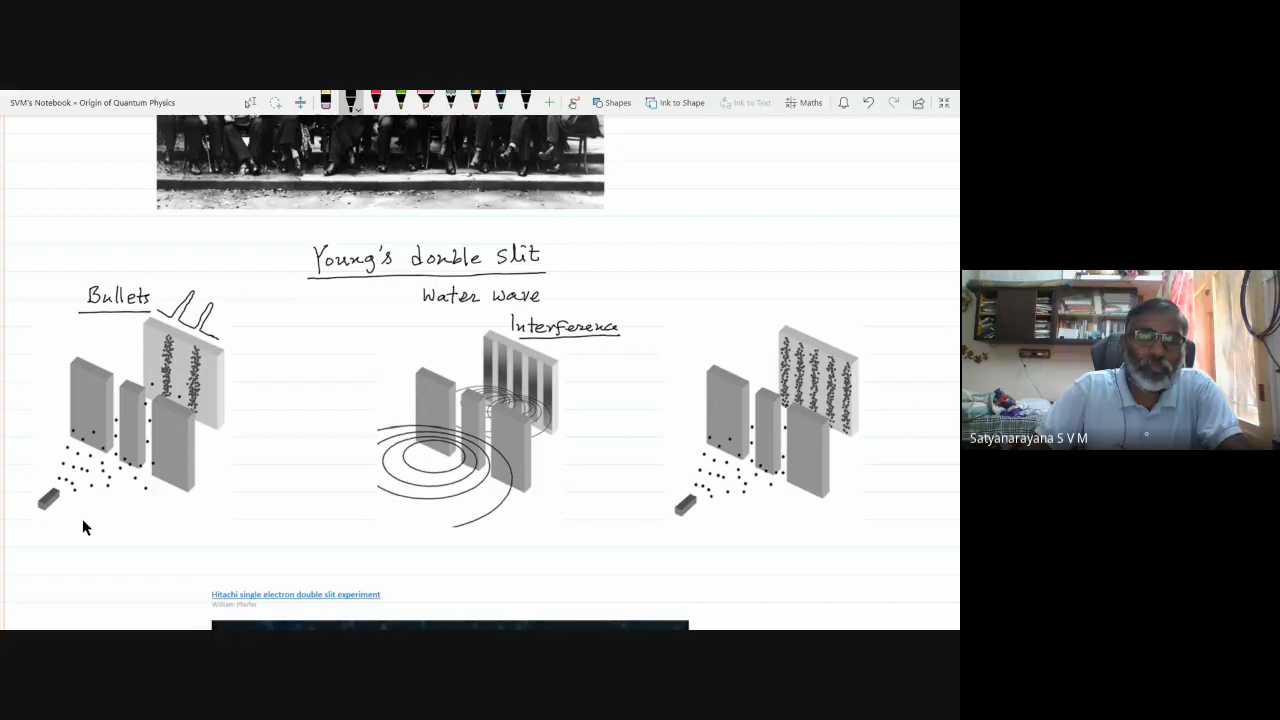 SVM's Notebook » Origin of Quantum Physics
Shapes
Ink to Shape
Ink to Text
Maths
Young's double slit
Bullets
Water wave
Interference
Satyanarayana S V M
Hitachi single electron double slit experiment
William Pfeifer